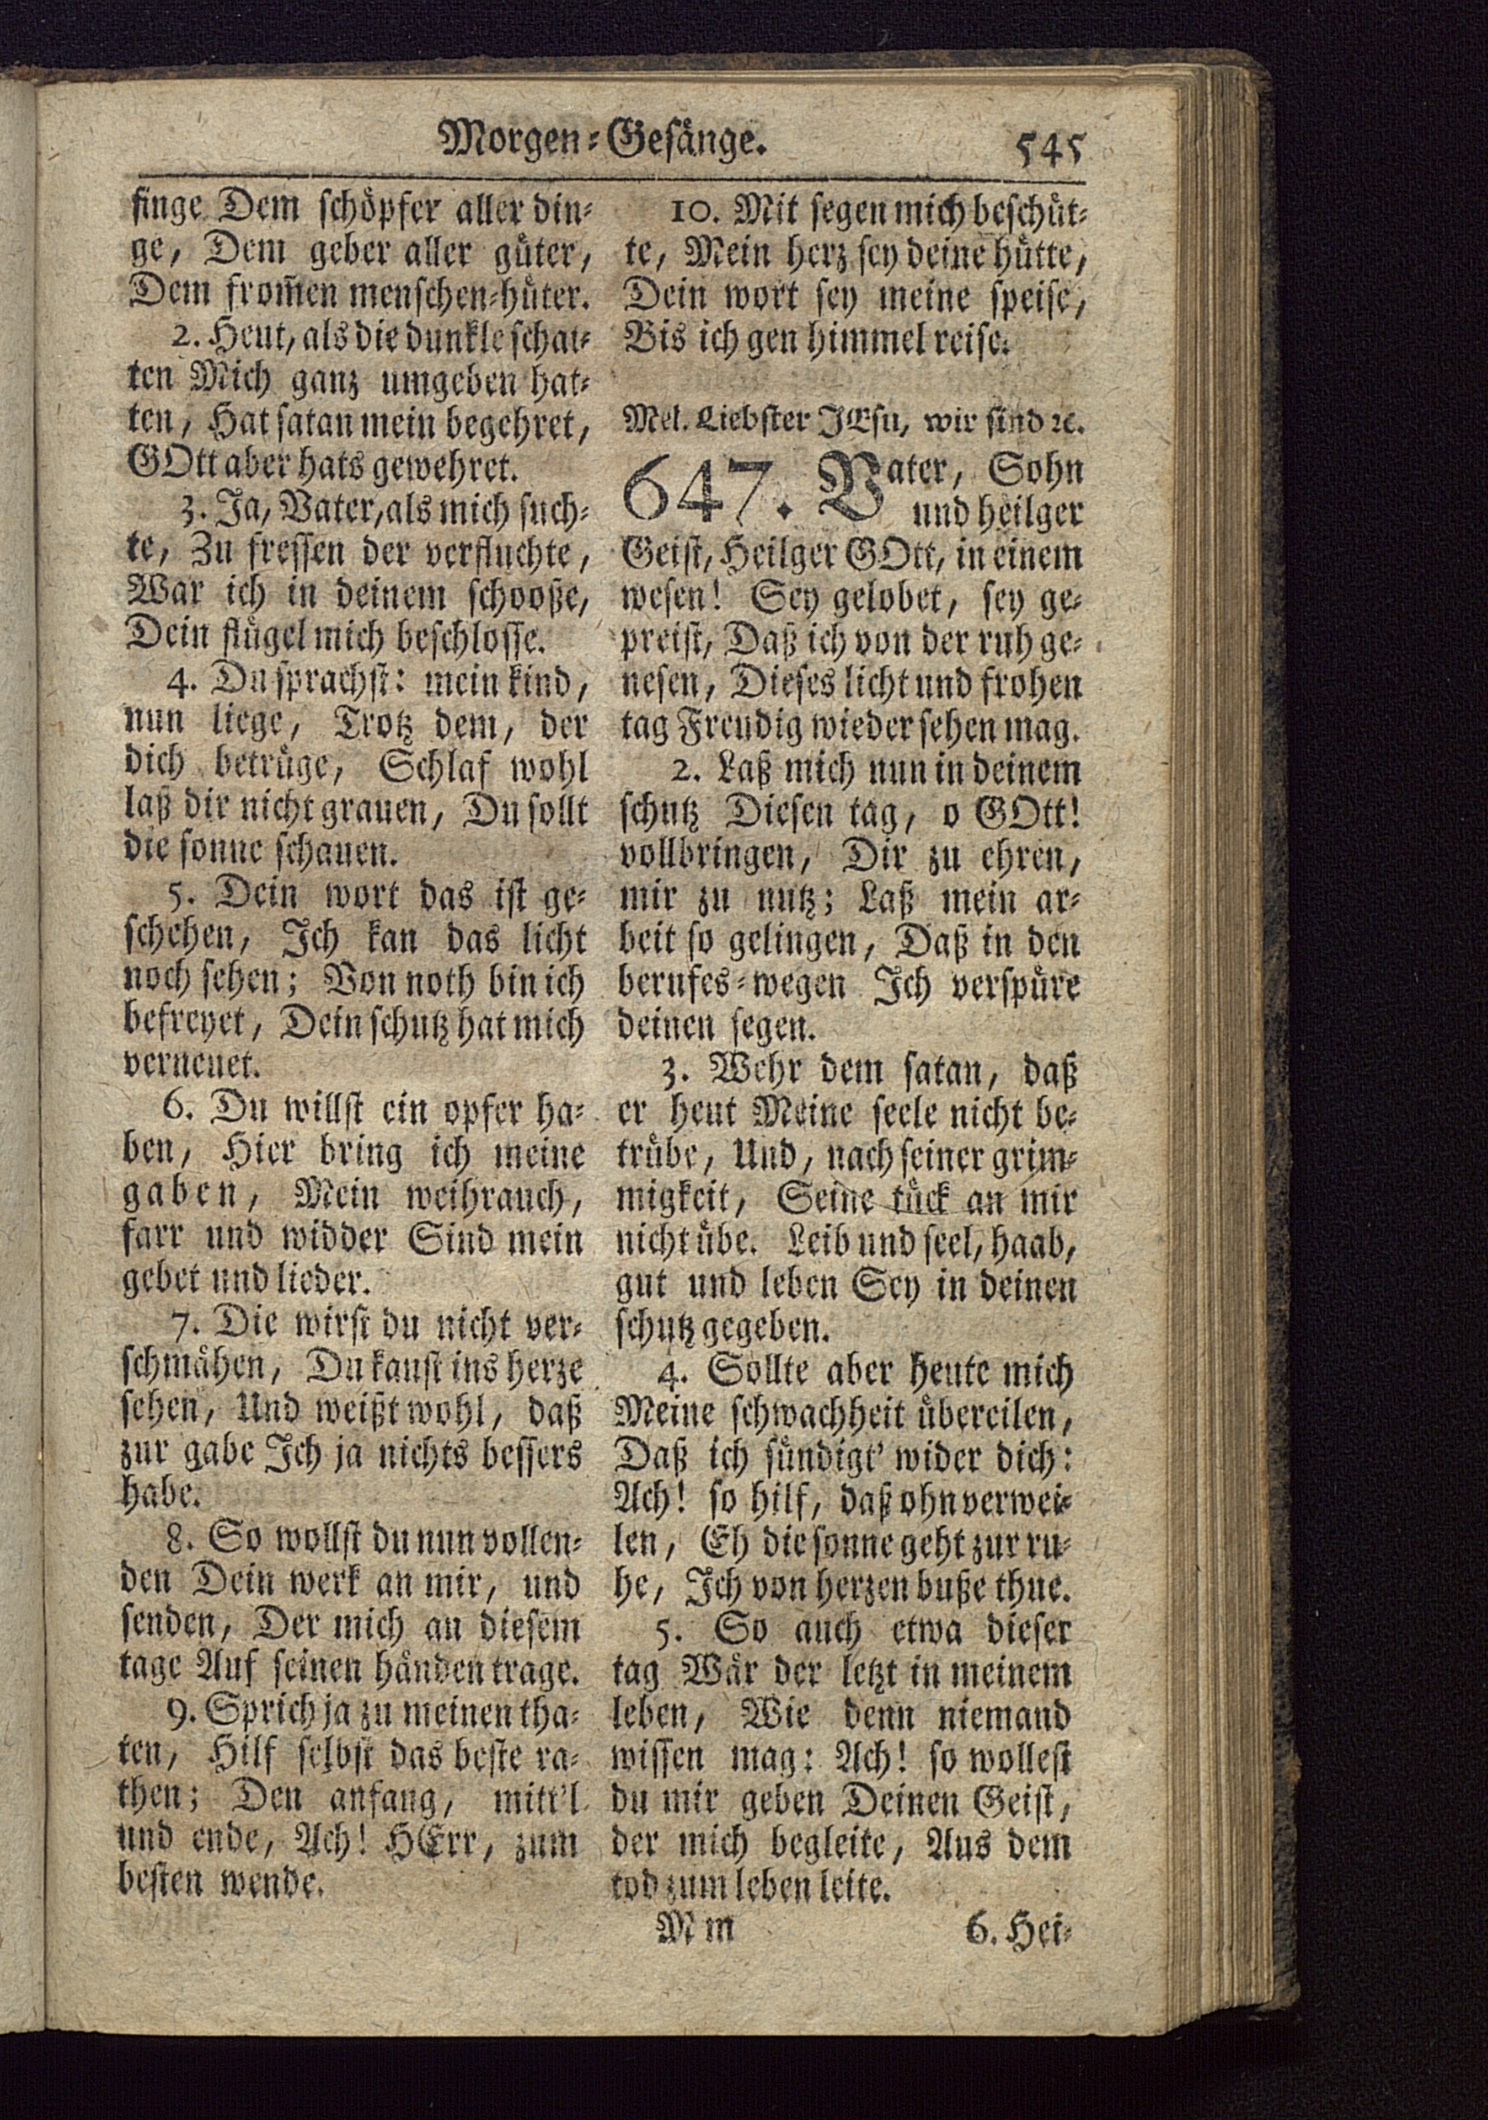 Morgen-Gesänge. 545
singe Dem schöpfer aller din-
ge, Dem geber aller güter,
Dem from̃en menschen-hüter.
2. Heut, als die dunkle schat-
ten Mich ganz umgeben hat-
ten, Hat satan mein begehret,
GOtt aber hats gewehret.
3. Ja, Vater, als mich such-
te, Zu fressen der verfluchte,
War ich in deinem schooße,
Dein flügel mich beschlosse.
4. Du sprachst: mein kind,
nun liege, Trotz dem, der
dich betrüge, Schlaf wohl
laß dir nicht grauen, Du sollt
die sonne schauen.
5. Dein wort das ist ge-
schehen, Ich kan das licht
noch sehen; Von noth bin ich
befreyet, Dein schutz hat mich
verneuet.
6. Du willst ein opfer ha-
ben, Hier bring ich meine
gaben, Mein weihrauch,
farr und widder Sind mein
gebet und lieder.
7. Die wirst du nicht ver-
schmähen, Du kanst ins herze
sehen, Und weißt wohl, daß
zur gabe Ich ja nichts bessers
habe.
8. So wollst du nun vollen-
den Dein werk an mir, und
senden, Der mich an diesem
tage Auf seinen händen trage.
9. Sprich ja zu meinen tha-
ten, Hilf selbst das beste ra-
then; Den anfang, mitt'l
und ende, Ach! HErr, zum
besten wende.
10. Mit segen mich beschüt-
te, Mein herz sey deine hütte,
Dein wort sey meine speise,
Bis ich gen himmel reise.
Mel. Liebster JEsu, wir sind ꝛc.
647. Vater, Sohn
und heilger
Geist, Heilger GOtt, in einem
wesen! Sey gelobet, sey ge-
preist, Daß ich von der ruh ge-
nesen, Dieses licht und frohen
tag Freudig wieder sehen mag.
2. Laß mich nun in deinem
schutz Diesen tag, o GOtt!
vollbringen, Dir zu ehren,
mir zu nutz; Laß mein ar-
beit so gelingen, Daß in den
berufes-wegen Ich verspüre
deinen segen.
3. Wehr dem satan, daß
er heut Meine seele nicht be-
trübe, Und, nach seiner grim-
migkeit, Seine tück an mir
nicht übe. Leib und seel, haab,
gut und leben Sey in deinen
schutz gegeben.
4. Sollte aber heute mich
Meine schwachheit übereilen,
Daß ich sündigt' wider dich:
Ach! so hilf, daß ohn verwei-
len, Eh die sonne geht zur ru-
he, Ich von herzen buße thue.
5. So auch etwa dieser
tag Wär der letzt in meinem
leben, Wie denn niemand
wissen mag: Ach! so wollest
du mir geben Deinen Geist,
der mich begleite, Aus dem
tod zum leben leite.
M m 6. Hei-